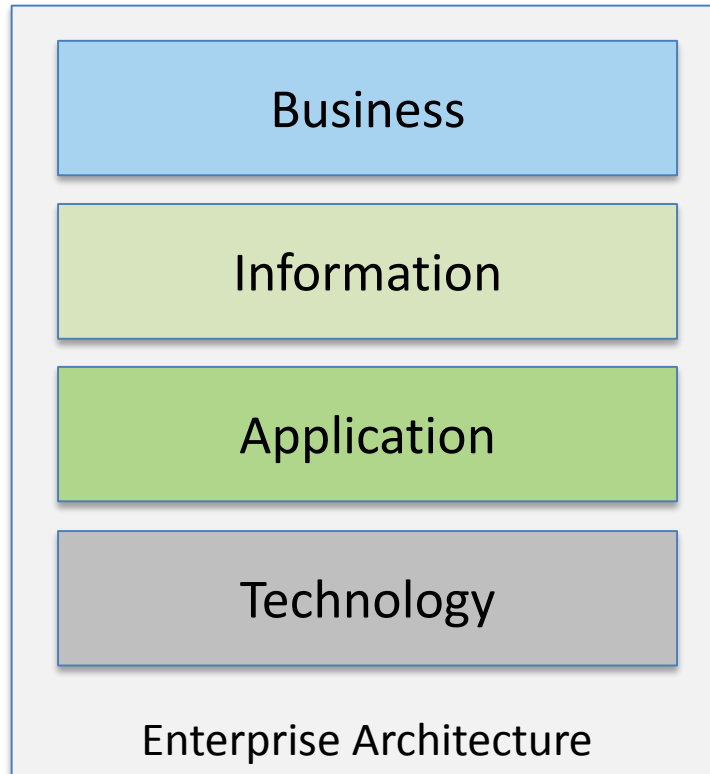 Business
Information
Application
Technology
Enterprise Architecture